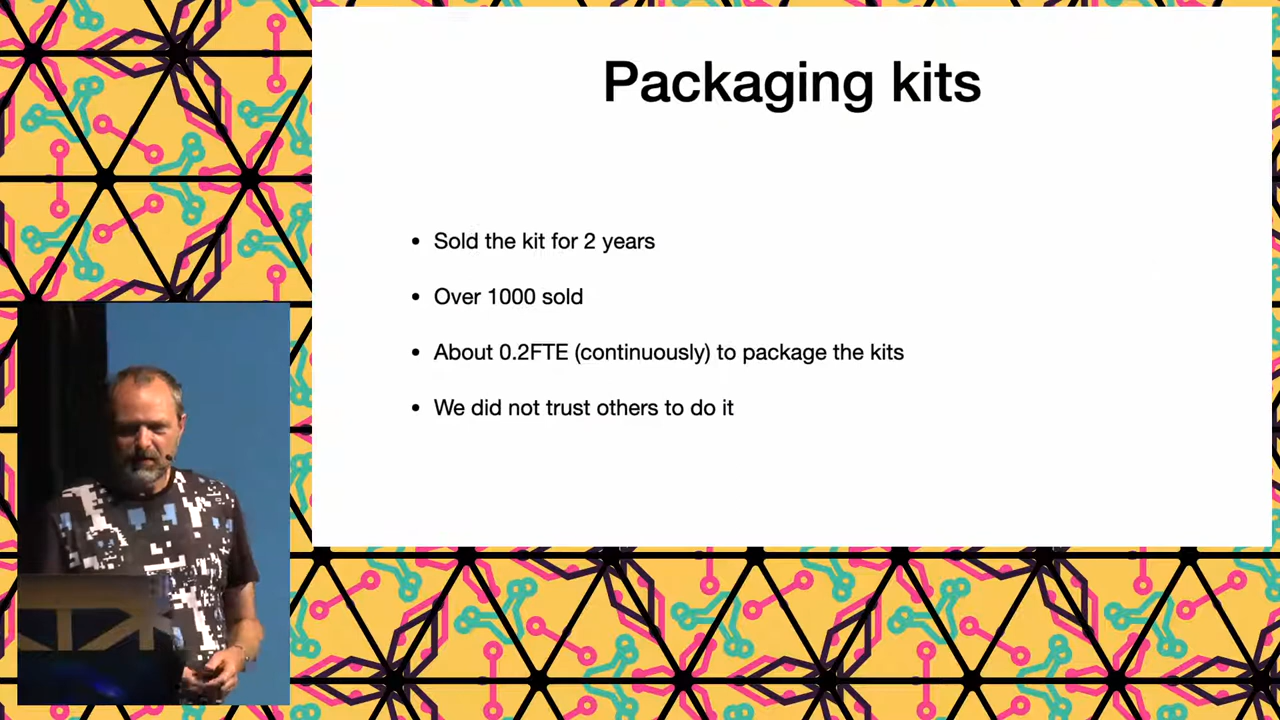 Packaging kits
• Sold the kit for 2 years
• Over 1000 sold
• About 0.2FTE (continuously) to package the kits
• We did not trust others to do it